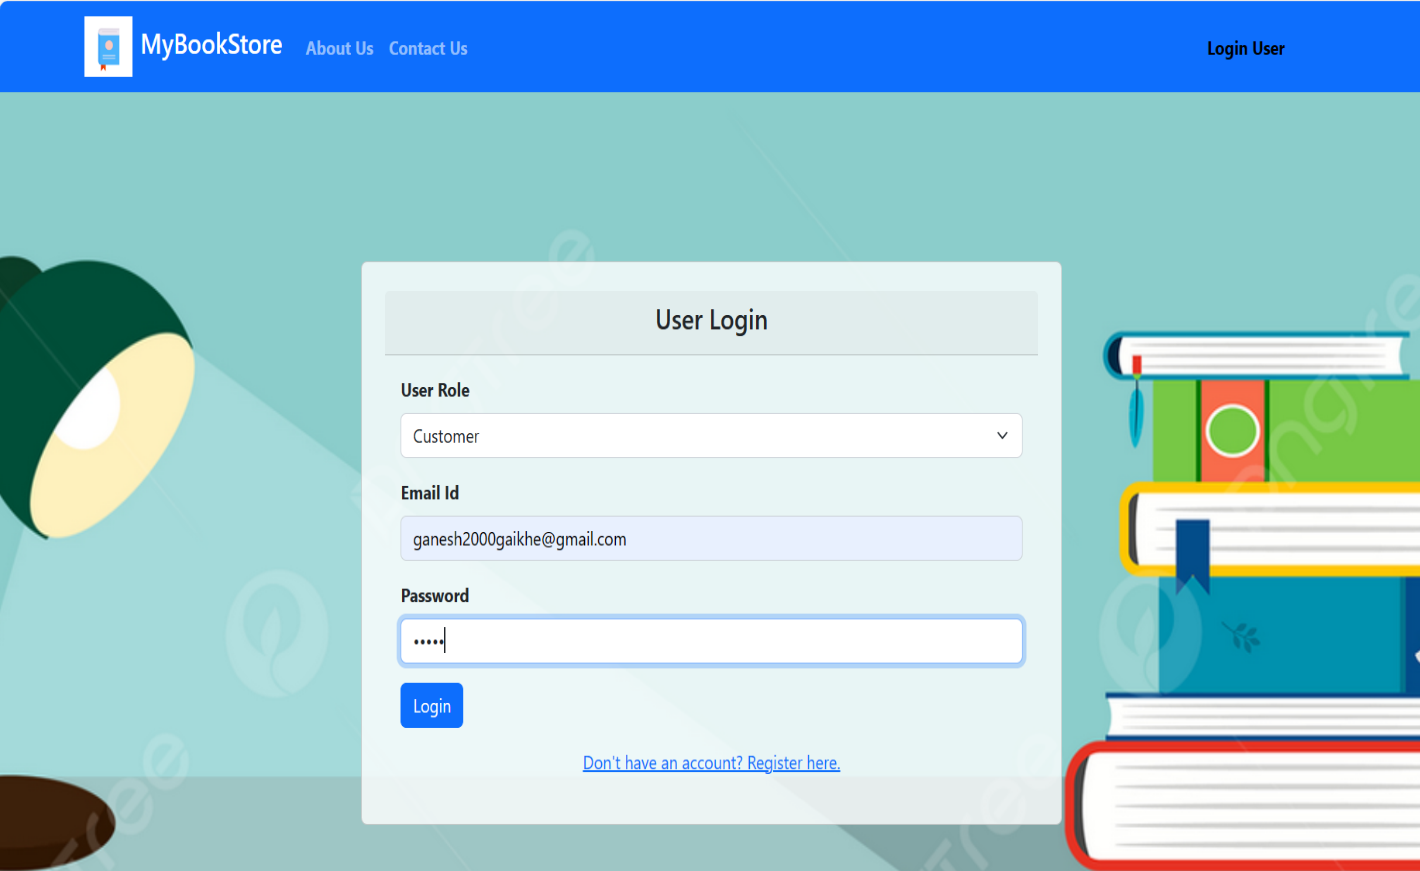 MyBookStore About Us Contact Us Login User
User Login
User Role
Customer
Email Id
ganesh2000gaikhe@gmail.com
Password
•••••
Login
Don't have an account? Register here.